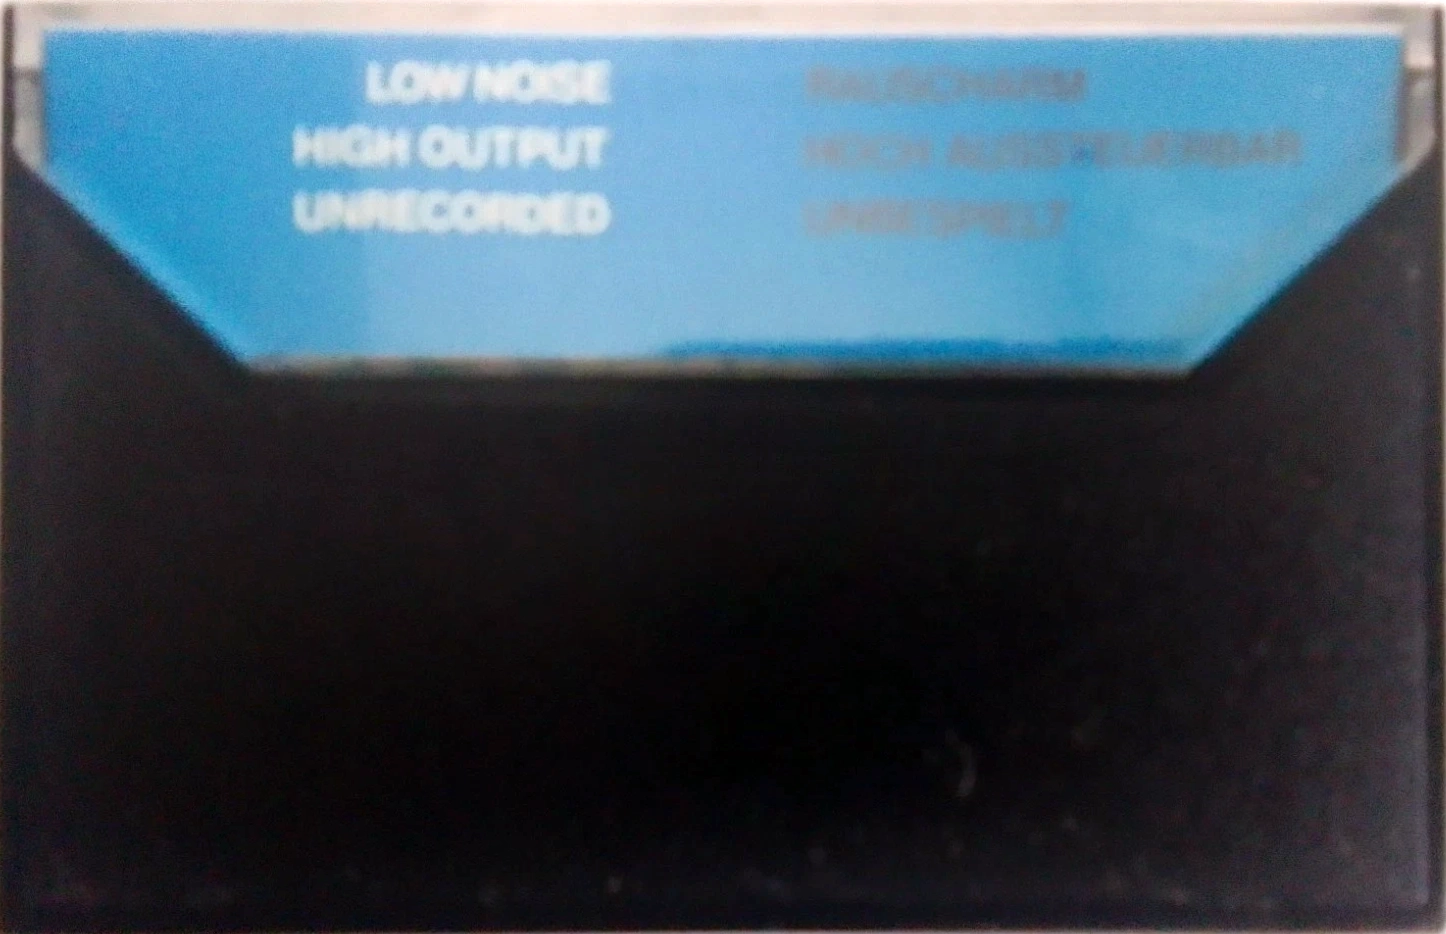 LOW NOISE
HIGH OUTPUT
UNRECORDED
RAUSCHARM
HOCH AUSSTEUERBAR
UNBESPIELT